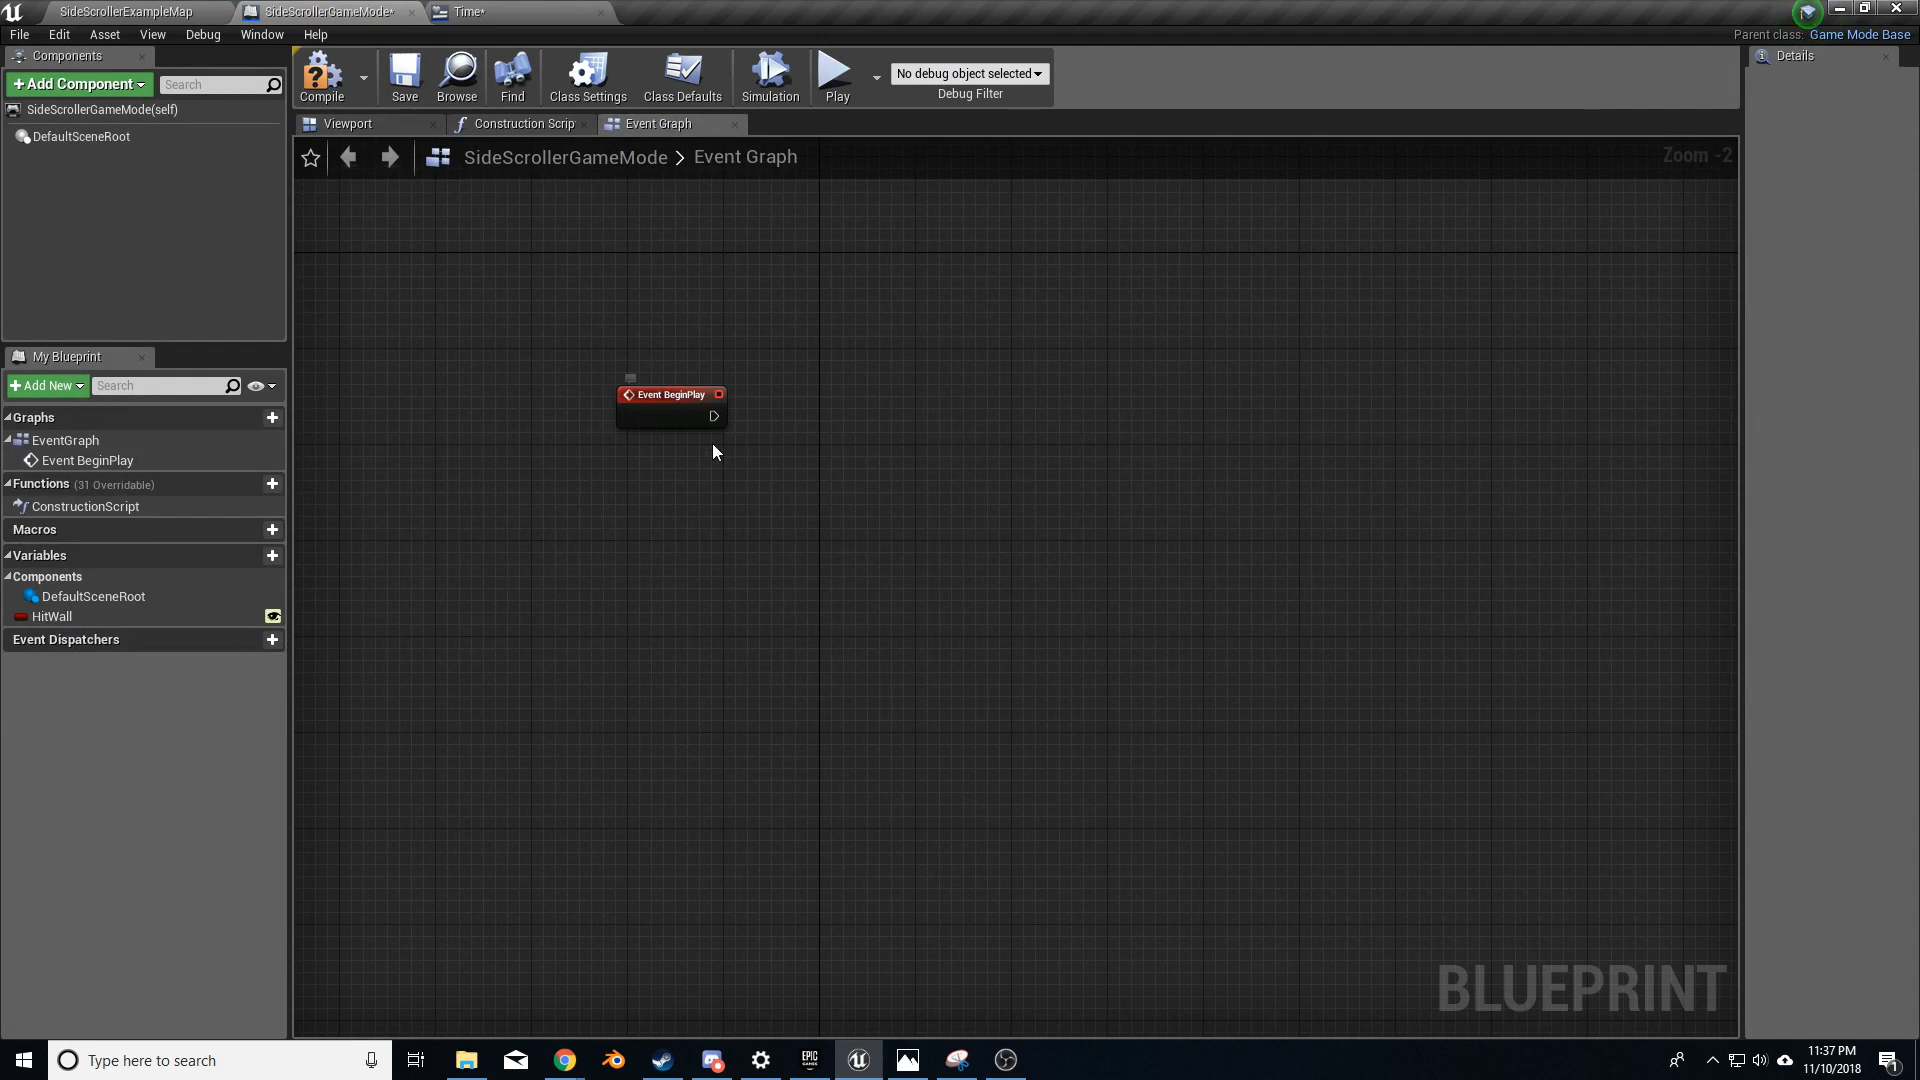 SideScrollerExampleMap
SideScrollerGameMode*
Time*
File Edit Asset View Debug Window Help
Parent class: Game Mode Base
Components
Details
+Add Component
Search
Compile
Save
Browse
Find
Class Settings
Class Defaults
Simulation
Play
No debug object selected
Debug Filter
SideScrollerGameMode(self)
DefaultSceneRoot
Viewport
Construction Scrip
Event Graph
SideScrollerGameMode > Event Graph
Zoom -2
My Blueprint
+Add New
Search
Graphs
EventGraph
Event BeginPlay
Functions (31 Overridable)
ConstructionScript
Macros
Variables
Components
DefaultSceneRoot
HitWall
Event Dispatchers
Event BeginPlay
BLUEPRINT
Type here to search
EPIC
GAMES
11:37 PM
11/10/2018
1